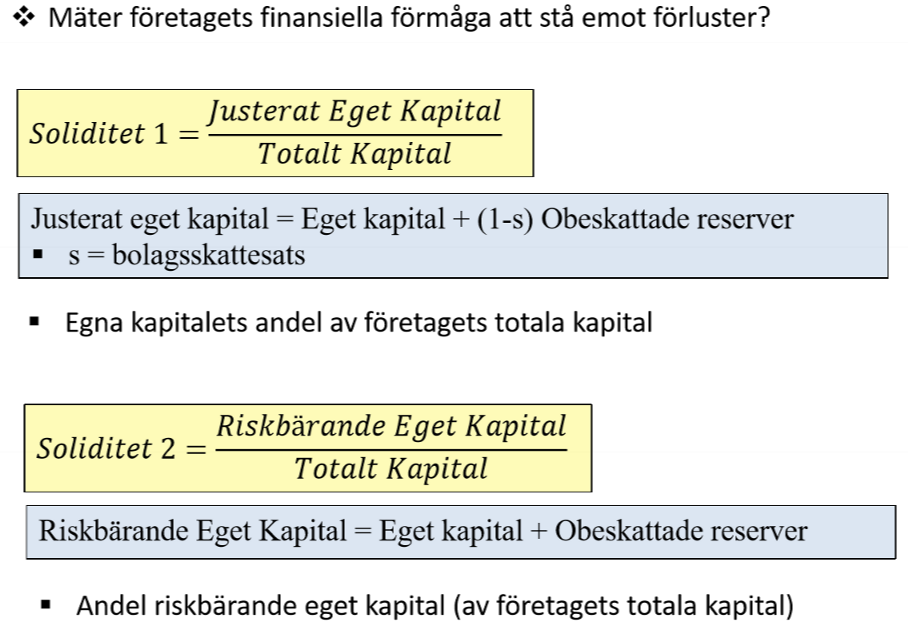 ❖ Mäter företagets finansiella förmåga att stå emot förluster?
Soliditet 1 = Justerat Eget Kapital / Totalt Kapital
Justerat eget kapital = Eget kapital + (1-s) Obeskattade reserver
▪ s = bolagsskattesats
▪ Egna kapitalets andel av företagets totala kapital
Soliditet 2 = Riskbärande Eget Kapital / Totalt Kapital
Riskbärande Eget Kapital = Eget kapital + Obeskattade reserver
▪ Andel riskbärande eget kapital (av företagets totala kapital)